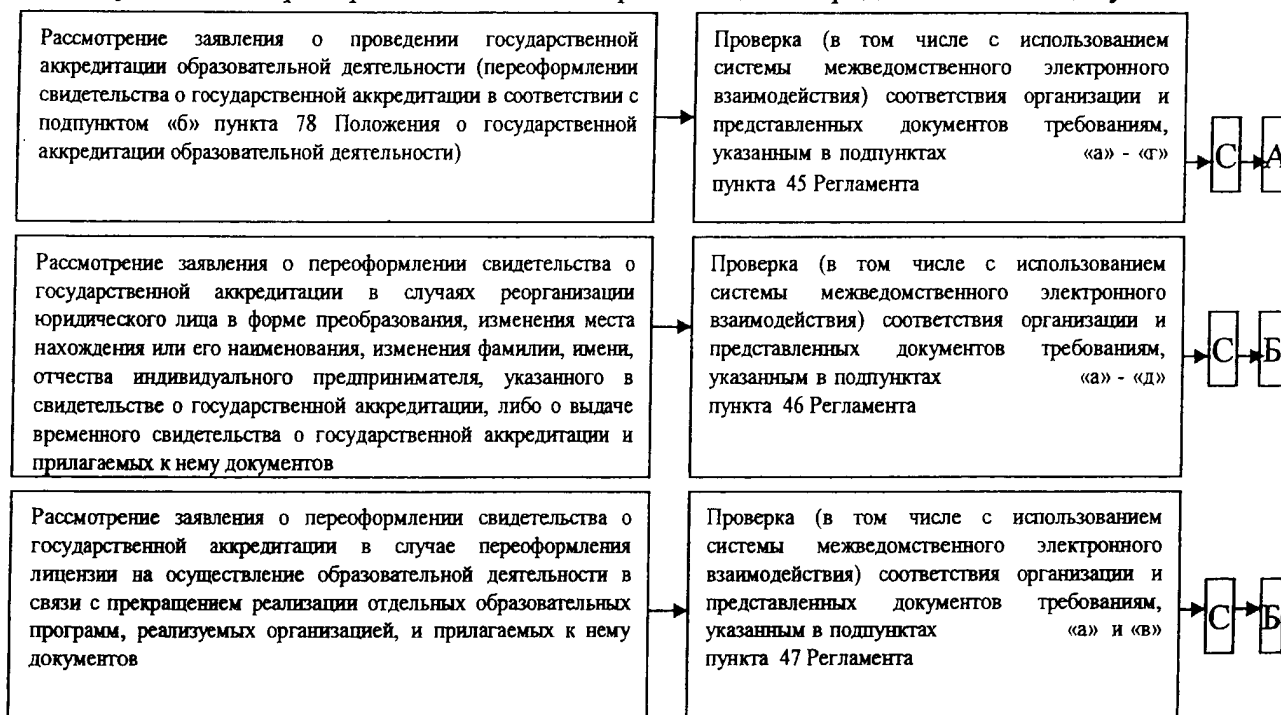 Рассмотрение заявления о проведении государственной
аккредитации образовательной деятельности (переоформлении
свидетельства о государственной аккредитации в соответствии с
подпунктом «б» пункта 78 Положения о государственной
аккредитации образовательной деятельности)
Проверка (в том числе с использованием
системы межведомственного электронного
взаимодействия) соответствия организации и
представленных документов требованиям,
указанным в подпунктах «а» - «г»
пункта 45 Регламента
С
А
Рассмотрение заявления о переоформлении свидетельства о
государственной аккредитации в случаях реорганизации
юридического лица в форме преобразования, изменения места
нахождения или его наименования, изменения фамилии, имени,
отчества индивидуального предпринимателя, указанного в
свидетельстве о государственной аккредитации, либо о выдаче
временного свидетельства о государственной аккредитации и
прилагаемых к нему документов
Проверка (в том числе с использованием
системы межведомственного электронного
взаимодействия) соответствия организации и
представленных документов требованиям,
указанным в подпунктах «а» - «д»
пункта 46 Регламента
С
Б
Рассмотрение заявления о переоформлении свидетельства о
государственной аккредитации в случае переоформления
лицензии на осуществление образовательной деятельности в
связи с прекращением реализации отдельных образовательных
программ, реализуемых организацией, и прилагаемых к нему
документов
Проверка (в том числе с использованием
системы межведомственного электронного
взаимодействия) соответствия организации и
представленных документов требованиям,
указанным в подпунктах «а» и «в»
пункта 47 Регламента
С
Б